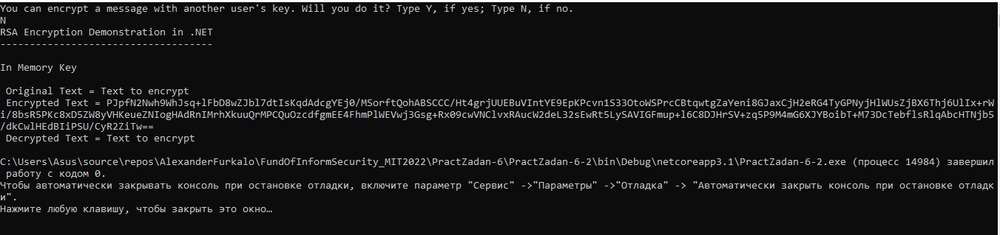 You can encrypt a message with another user's key. Will you do it? Type Y, if yes; Type N, if no.
N
RSA Encryption Demonstration in .NET
------------------------------------
In Memory Key
Original Text = Text to encrypt
Encrypted Text = PJpfN2Nwh9WhJsq+lFbD8wZJbl7dtIsKqdAdcgYEj0/MSorftQohABSCCC/Ht4grjUUEBuVIntYE9EpKPcvn1S33OtoWSPrcCBtqwtgZaYeni8GJaxCjH2eRG4TyGPNyjHlWUsZjBX6Thj6UlIx+rW
i/8bsR5PKc8xD5ZW8yVHKeueZNIogHAdRnIMrhXkuuQrMPCQuOzcdfgmEE4FhmPlWEVwj3Gsg+Rx09cwVNClvxRAucW2deL32sEwRt5LySAVIGFmup+l6C8DJHrSV+zq5P9M4mG6XJYBoibT+M73DcTebflsRlqAbcHTNjb5
/dkCwlHEdBIiPSU/CyR2ZiTw==
Decrypted Text = Text to encrypt
C:\Users\Asus\source\repos\AlexanderFurkalo\FundOfInformSecurity_MIT2022\PractZadan-6\PractZadan-6-2\bin\Debug\netcoreapp3.1\PractZadan-6-2.exe (процесс 14984) завершил
работу с кодом 0.
Чтобы автоматически закрывать консоль при остановке отладки, включите параметр "Сервис" ->"Параметры" ->"Отладка" -> "Автоматически закрыть консоль при остановке отладк
и".
Нажмите любую клавишу, чтобы закрыть это окно…